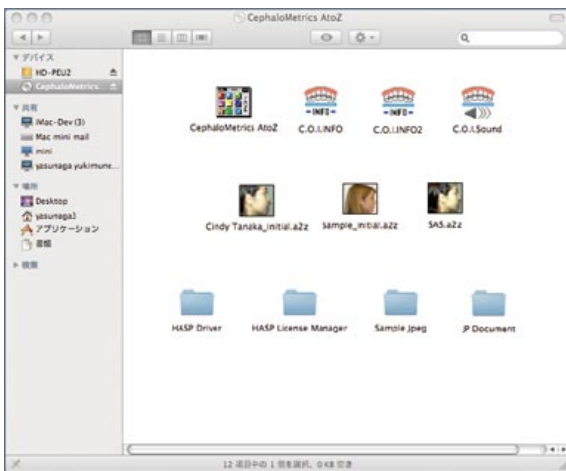 CephaloMetrics AtoZ
デバイス
HD-PEU2
CephaloMetrics...
共有
iMac-Dev (3)
Mac mini mail
mini
yasunaga yukimune...
場所
Desktop
yasunaga3
アプリケーション
書類
検索
CephaloMetrics AtoZ
C.O.I.INFO
C.O.I.INFO2
C.O.I.Sound
- INFO -
- INFO -
Cindy Tanaka_initial.a2z
Sample_initial.a2z
SAS.a2z
HASP Driver
HASP License Manager
Sample Jpeg
JP Document
12 項目中の 1 個を選択、0 KB 空き